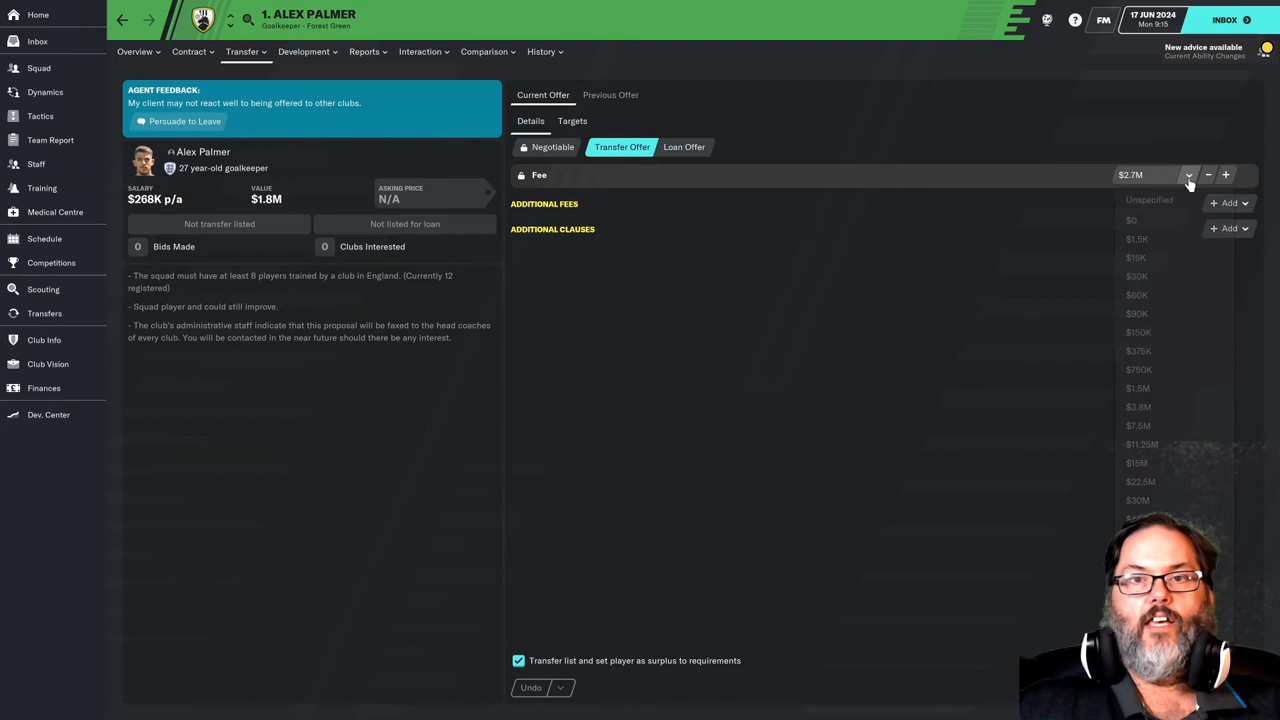 Home
Inbox
Squad
Dynamics
Tactics
Team Report
Staff
Training
Medical Centre
Schedule
Competitions
Scouting
Transfers
Club Info
Club Vision
Finances
Dev. Center
1. ALEX PALMER
Goalkeeper - Forest Green
? FM 17 JUN 2024 Mon 9:15 INBOX
Overview Contract Transfer Development Reports Interaction Comparison History
New advice available
Current Ability Changes
AGENT FEEDBACK:
My client may not react well to being offered to other clubs.
Persuade to Leave
Alex Palmer
27 year-old goalkeeper
SALARY VALUE ASKING PRICE
$268K p/a $1.8M N/A
Not transfer listed Not listed for loan
0 Bids Made 0 Clubs Interested
- The squad must have at least 8 players trained by a club in England. (Currently 12
registered)
- Squad player and could still improve.
- The club's administrative staff indicate that this proposal will be faxed to the head coaches
of every club. You will be contacted in the near future should there be any interest.
Current Offer Previous Offer
Details Targets
Negotiable Transfer Offer Loan Offer
Fee $2.7M - +
ADDITIONAL FEES + Add
ADDITIONAL CLAUSES + Add
Unspecified
$0
$1.5K
$15K
$30K
$60K
$90K
$150K
$375K
$750K
$1.5M
$3.8M
$7.5M
$11.25M
$15M
$22.5M
$30M
Transfer list and set player as surplus to requirements
Undo